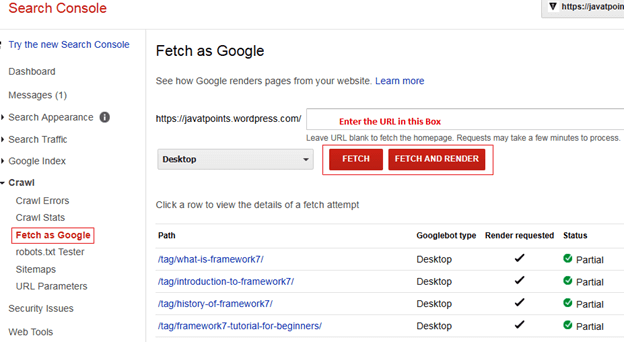 Search Console
https://javatpoints
Try the new Search Console
Dashboard
Messages (1)
Search Appearance
Search Traffic
Google Index
Crawl
Crawl Errors
Crawl Stats
Fetch as Google
robots.txt Tester
Sitemaps
URL Parameters
Security Issues
Web Tools
Fetch as Google
See how Google renders pages from your website. Learn more
https://javatpoints.wordpress.com/ Enter the URL in this Box
Leave URL blank to fetch the homepage. Requests may take a few minutes to process.
Desktop FETCH FETCH AND RENDER
Click a row to view the details of a fetch attempt
Path Googlebot type Render requested Status
/tag/what-is-framework7/ Desktop ✓ Partial
/tag/introduction-to-framework7/ Desktop ✓ Partial
/tag/history-of-framework7/ Desktop ✓ Partial
/tag/framework7-tutorial-for-beginners/ Desktop ✓ Partial